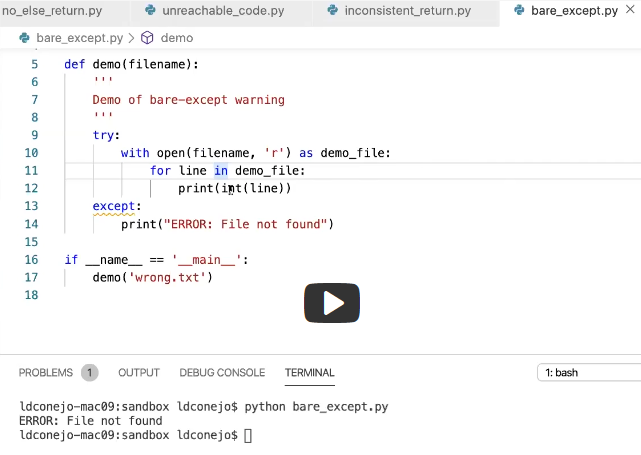 no_else_return.py unreachable_code.py inconsistent_return.py bare_except.py
bare_except.py > demo
5 def demo(filename):
6 '''
7 Demo of bare-except warning
8 '''
9 try:
10 with open(filename, 'r') as demo_file:
11 for line in demo_file:
12 print(int(line))
13 except:
14 print("ERROR: File not found")
15
16 if __name__ == '__main__':
17 demo('wrong.txt')
18
PROBLEMS 1 OUTPUT DEBUG CONSOLE TERMINAL 1: bash
ldconejo-mac09:sandbox ldconejo$ python bare_except.py
ERROR: File not found
ldconejo-mac09:sandbox ldconejo$